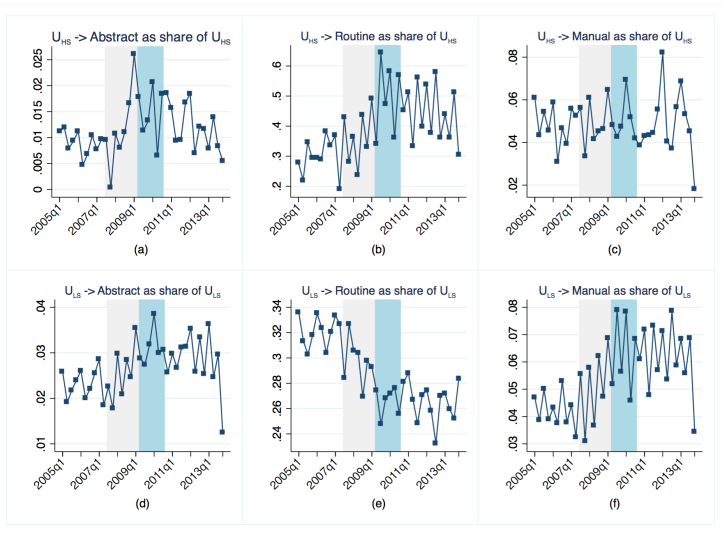 U_HS -> Abstract as share of U_HS
.025
.02
.015
.01
.005
0
2005q1 2007q1 2009q1 2011q1 2013q1
(a)
U_HS -> Routine as share of U_HS
.6
.5
.4
.3
.2
2005q1 2007q1 2009q1 2011q1 2013q1
(b)
U_HS -> Manual as share of U_HS
.08
.06
.04
.02
2005q1 2007q1 2009q1 2011q1 2013q1
(c)
U_LS -> Abstract as share of U_LS
.04
.03
.02
.01
2005q1 2007q1 2009q1 2011q1 2013q1
(d)
U_LS -> Routine as share of U_LS
.34
.32
.3
.28
.26
.24
2005q1 2007q1 2009q1 2011q1 2013q1
(e)
U_LS -> Manual as share of U_LS
.08
.07
.06
.05
.04
.03
2005q1 2007q1 2009q1 2011q1 2013q1
(f)